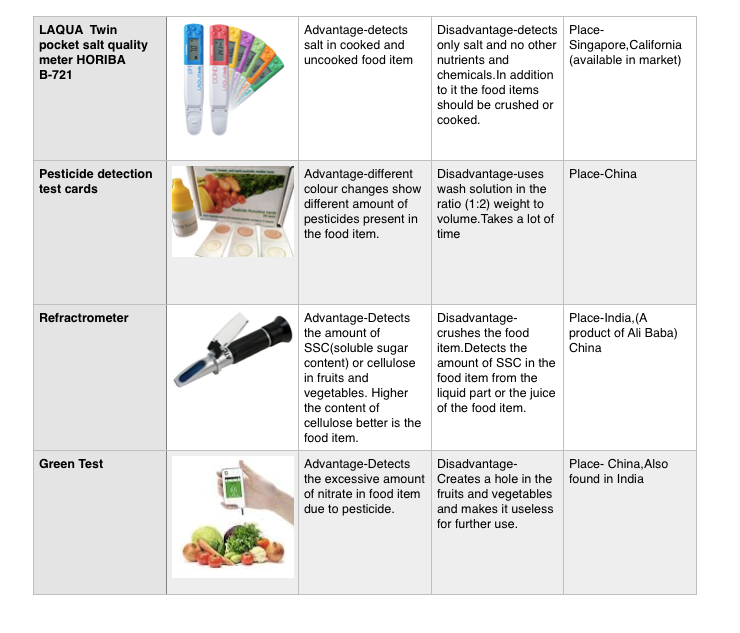 LAQUA  Twin
pocket salt quality
meter HORIBA
B-721
Advantage-detects
salt in cooked and
uncooked food item
Disadvantage-detects
only salt and no other
nutrients and
chemicals.In addition
to it the food items
should be crushed or
cooked.
Place-
Singapore,California
(available in market)
Pesticide detection
test cards
Advantage-different
colour changes show
different amount of
pesticides present in
the food item.
Disadvantage-uses
wash solution in the
ratio (1:2) weight to
volume.Takes a lot of
time
Place-China
Refractrometer
Advantage-Detects
the amount of
SSC(soluble sugar
content) or cellulose
in fruits and
vegetables. Higher
the content of
cellulose better is the
food item.
Disadvantage-
crushes the food
item.Detects the
amount of SSC in the
food item from the
liquid part or the juice
of the food item.
Place-India,(A
product of Ali Baba)
China
Green Test
Advantage-Detects
the excessive amount
of nitrate in food item
due to pesticide.
Disadvantage-
Creates a hole in the
fruits and vegetables
and makes it useless
for further use.
Place- China,Also
found in India